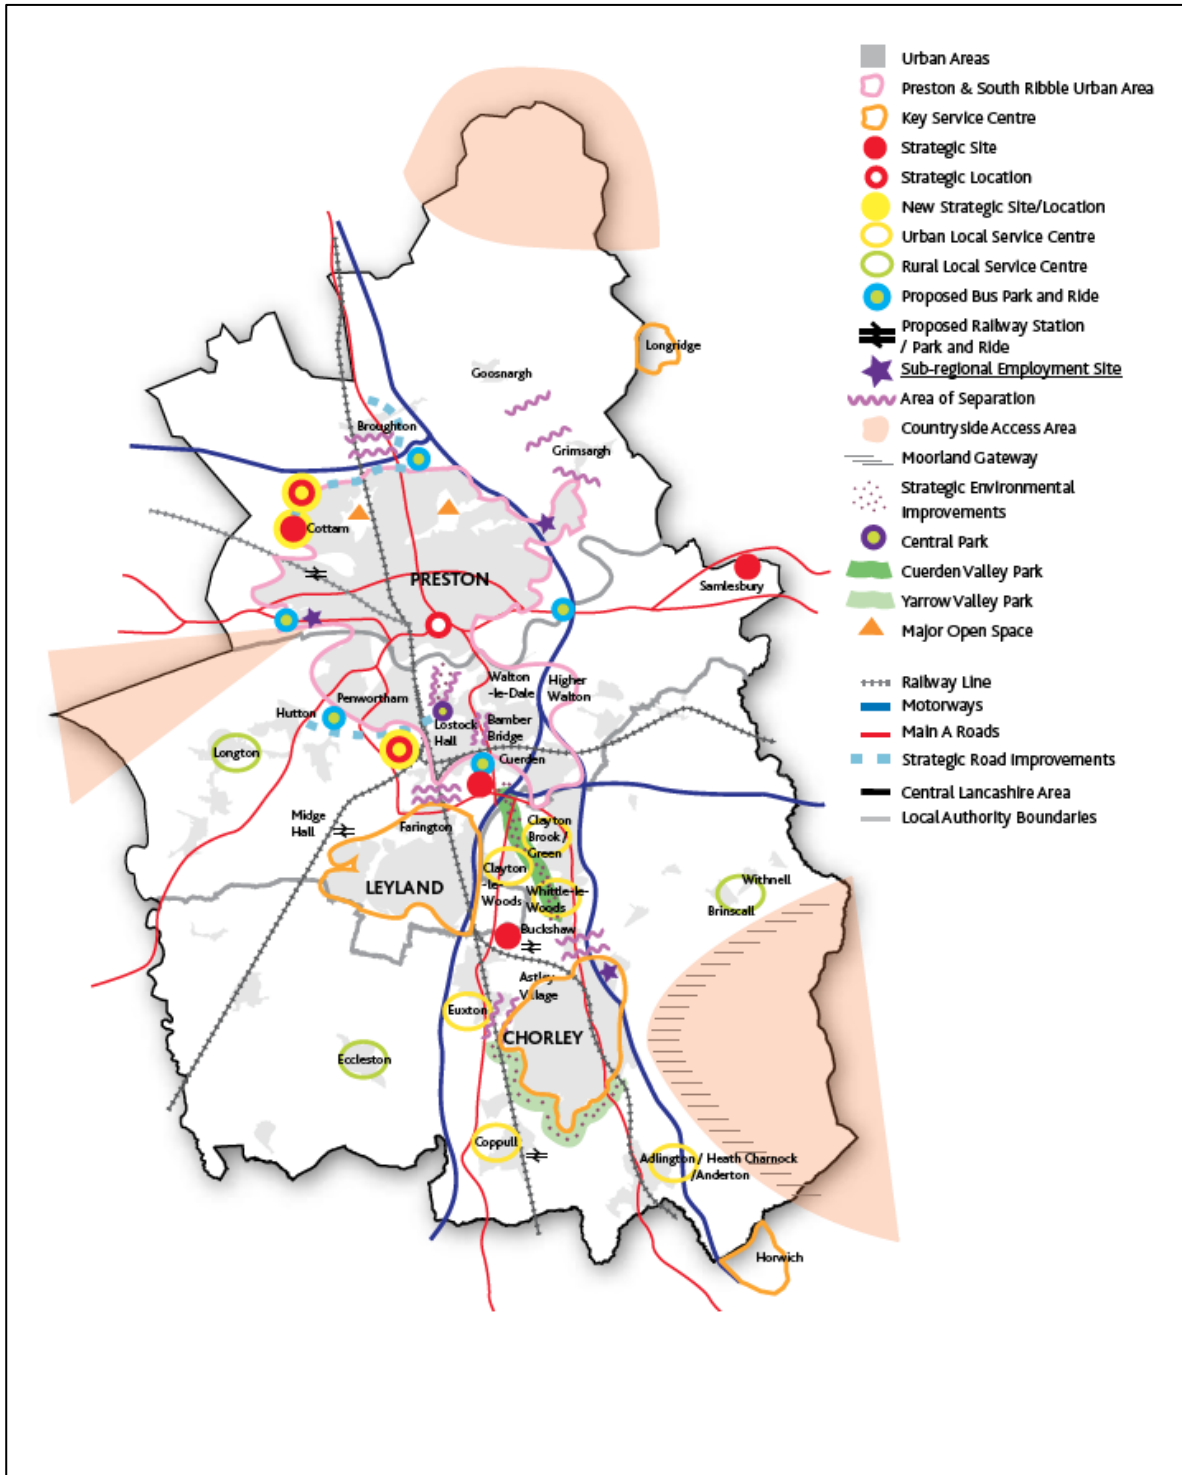 Urban Areas
Preston & South Ribble Urban Area
Key Service Centre
Strategic Site
Strategic Location
New Strategic Site/Location
Urban Local Service Centre
Rural Local Service Centre
Proposed Bus Park and Ride
Proposed Railway Station
/ Park and Ride
Sub-regional Employment Site
Area of Separation
Countryside Access Area
Moorland Gateway
Strategic Environmental
Improvements
Central Park
Cuerden Valley Park
Yarrow Valley Park
Major Open Space
Railway Line
Motorways
Main A Roads
Strategic Road Improvements
Central Lancashire Area
Local Authority Boundaries
Longridge
Goosnargh
Broughton
Grimsargh
Cottam
PRESTON
Samlesbury
Walton
-le-Dale
Higher
Walton
Penwortham
Hutton
Lostock
Hall
Bamber
Bridge
Longton
Cuerden
Midge
Hall
Farington
Clayton
Brook /
Green
LEYLAND
Clayton
-le-
Woods
Whittle-le-
Woods
Withnell
Brinscall
Buckshaw
Astley
Village
Euxton
CHORLEY
Eccleston
Coppull
Adlington / Heath Charnock
/Anderton
Horwich